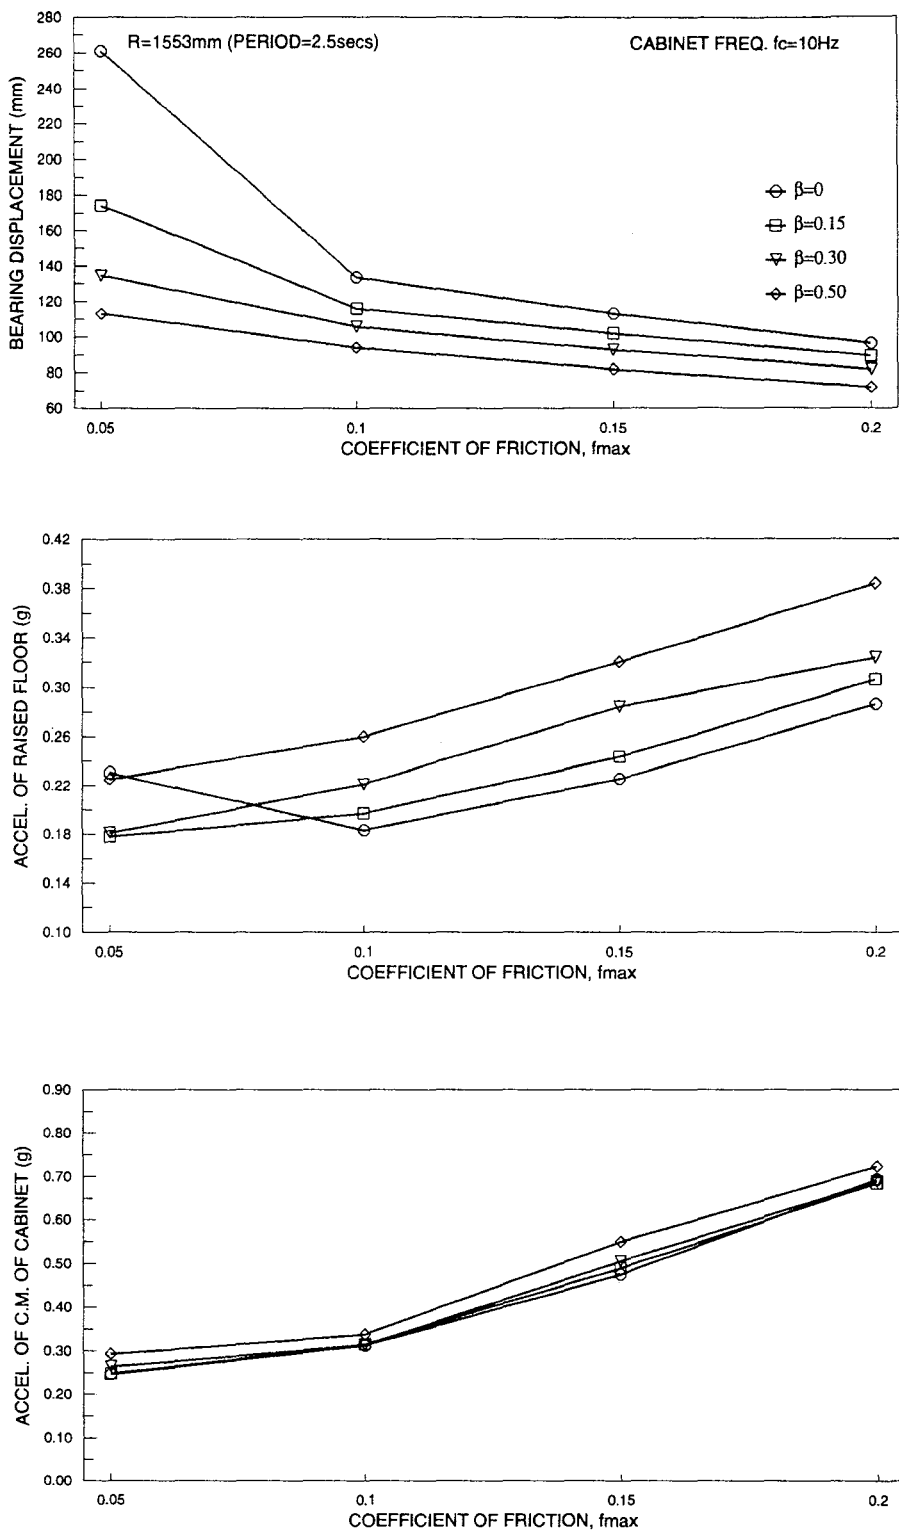 280
260
240
220
200
180
160
140
120
100
80
60
BEARING DISPLACEMENT (mm)
R=1553mm (PERIOD=2.5secs)
CABINET FREQ. fc=10Hz
β=0
β=0.15
β=0.30
β=0.50
0.05 0.1 0.15 0.2
COEFFICIENT OF FRICTION, fmax
0.42
0.38
0.34
0.30
0.26
0.22
0.18
0.14
0.10
ACCEL. OF RAISED FLOOR (g)
0.05 0.1 0.15 0.2
COEFFICIENT OF FRICTION, fmax
0.90
0.80
0.70
0.60
0.50
0.40
0.30
0.20
0.10
0.00
ACCEL. OF C.M. OF CABINET (g)
0.05 0.1 0.15 0.2
COEFFICIENT OF FRICTION, fmax